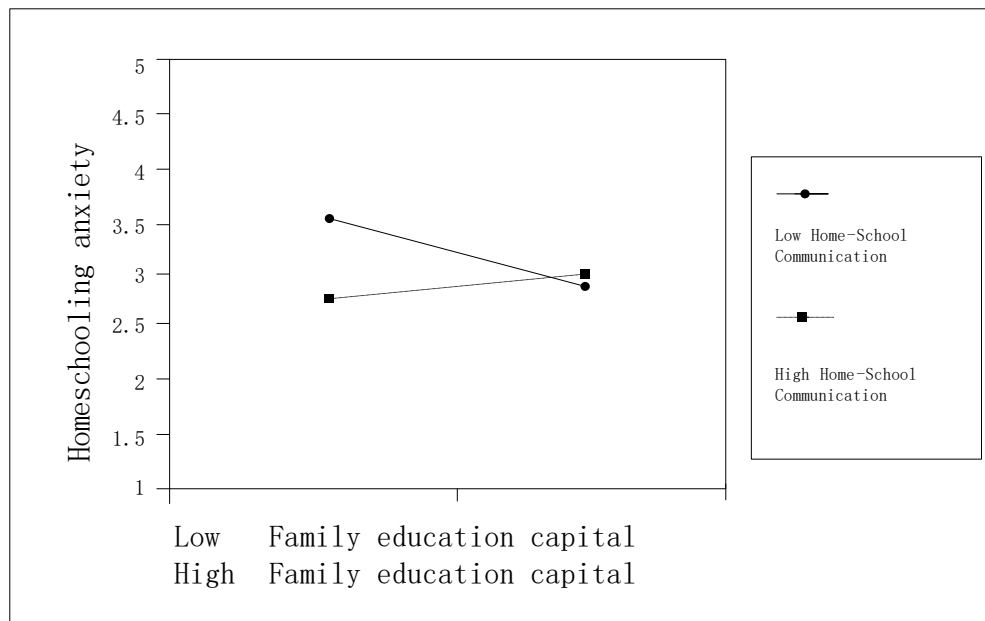 5
4.5
4
3.5
3
2.5
2
1.5
1
Homeschooling anxiety
Low Family education capital
High Family education capital
Low Home-School
Communication
High Home-School
Communication